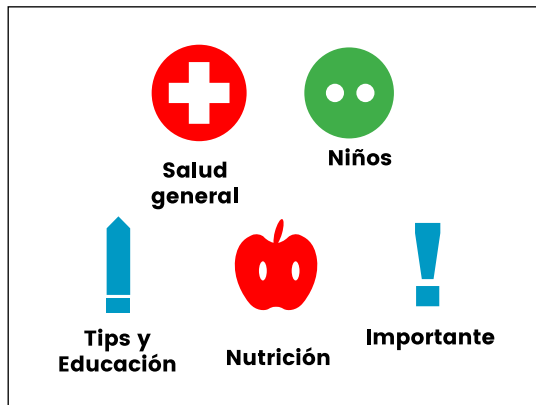 Salud
general
Niños
Tips y
Educación
Nutrición
Importante